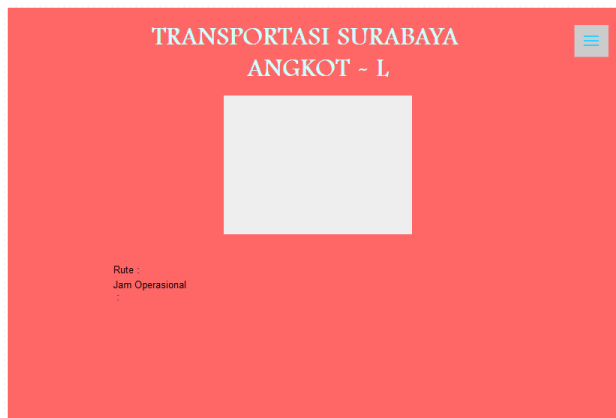 TRANSPORTASI SURABAYA
ANGKOT ~ L
Rute :
Jam Operasional
: